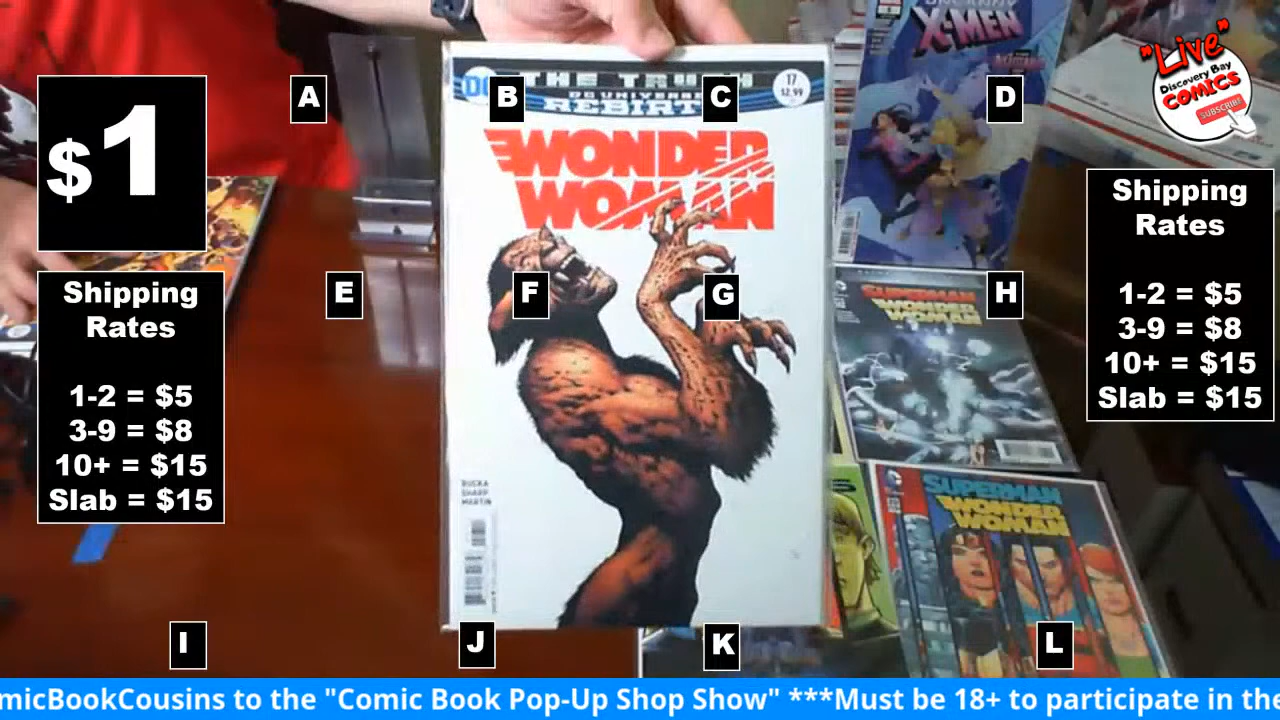 $1
Shipping
Rates
1-2 = $5
3-9 = $8
10+ = $15
Slab = $15
A
B
C
D
E
F
G
H
I
J
K
L
DC
THE TRUTH
DC UNIVERSE
REBIRTH
17
$2.99
WONDER
WOMAN
RUCKA
SHARP
MARTIN
UNCANNY
X-MEN
SUPERMAN
WONDER
WOMAN
SUPERMAN
WONDER
WOMAN
"Live"
Discovery Bay
COMICS
SUBSCRIBE
Shipping
Rates
1-2 = $5
3-9 = $8
10+ = $15
Slab = $15
micBookCousins to the "Comic Book Pop-Up Shop Show" ***Must be 18+ to participate in the